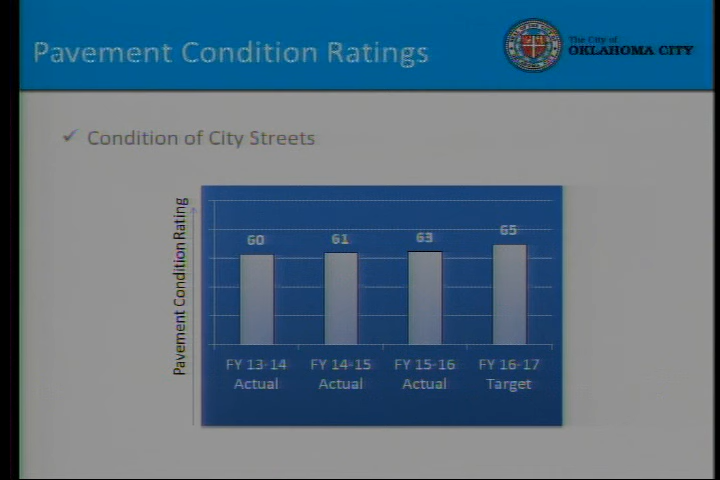 Pavement Condition Ratings
The City of
OKLAHOMA CITY
✓ Condition of City Streets
Pavement Condition Rating
60
61
63
65
FY 13-14 Actual
FY 14-15 Actual
FY 15-16 Actual
FY 16-17 Target